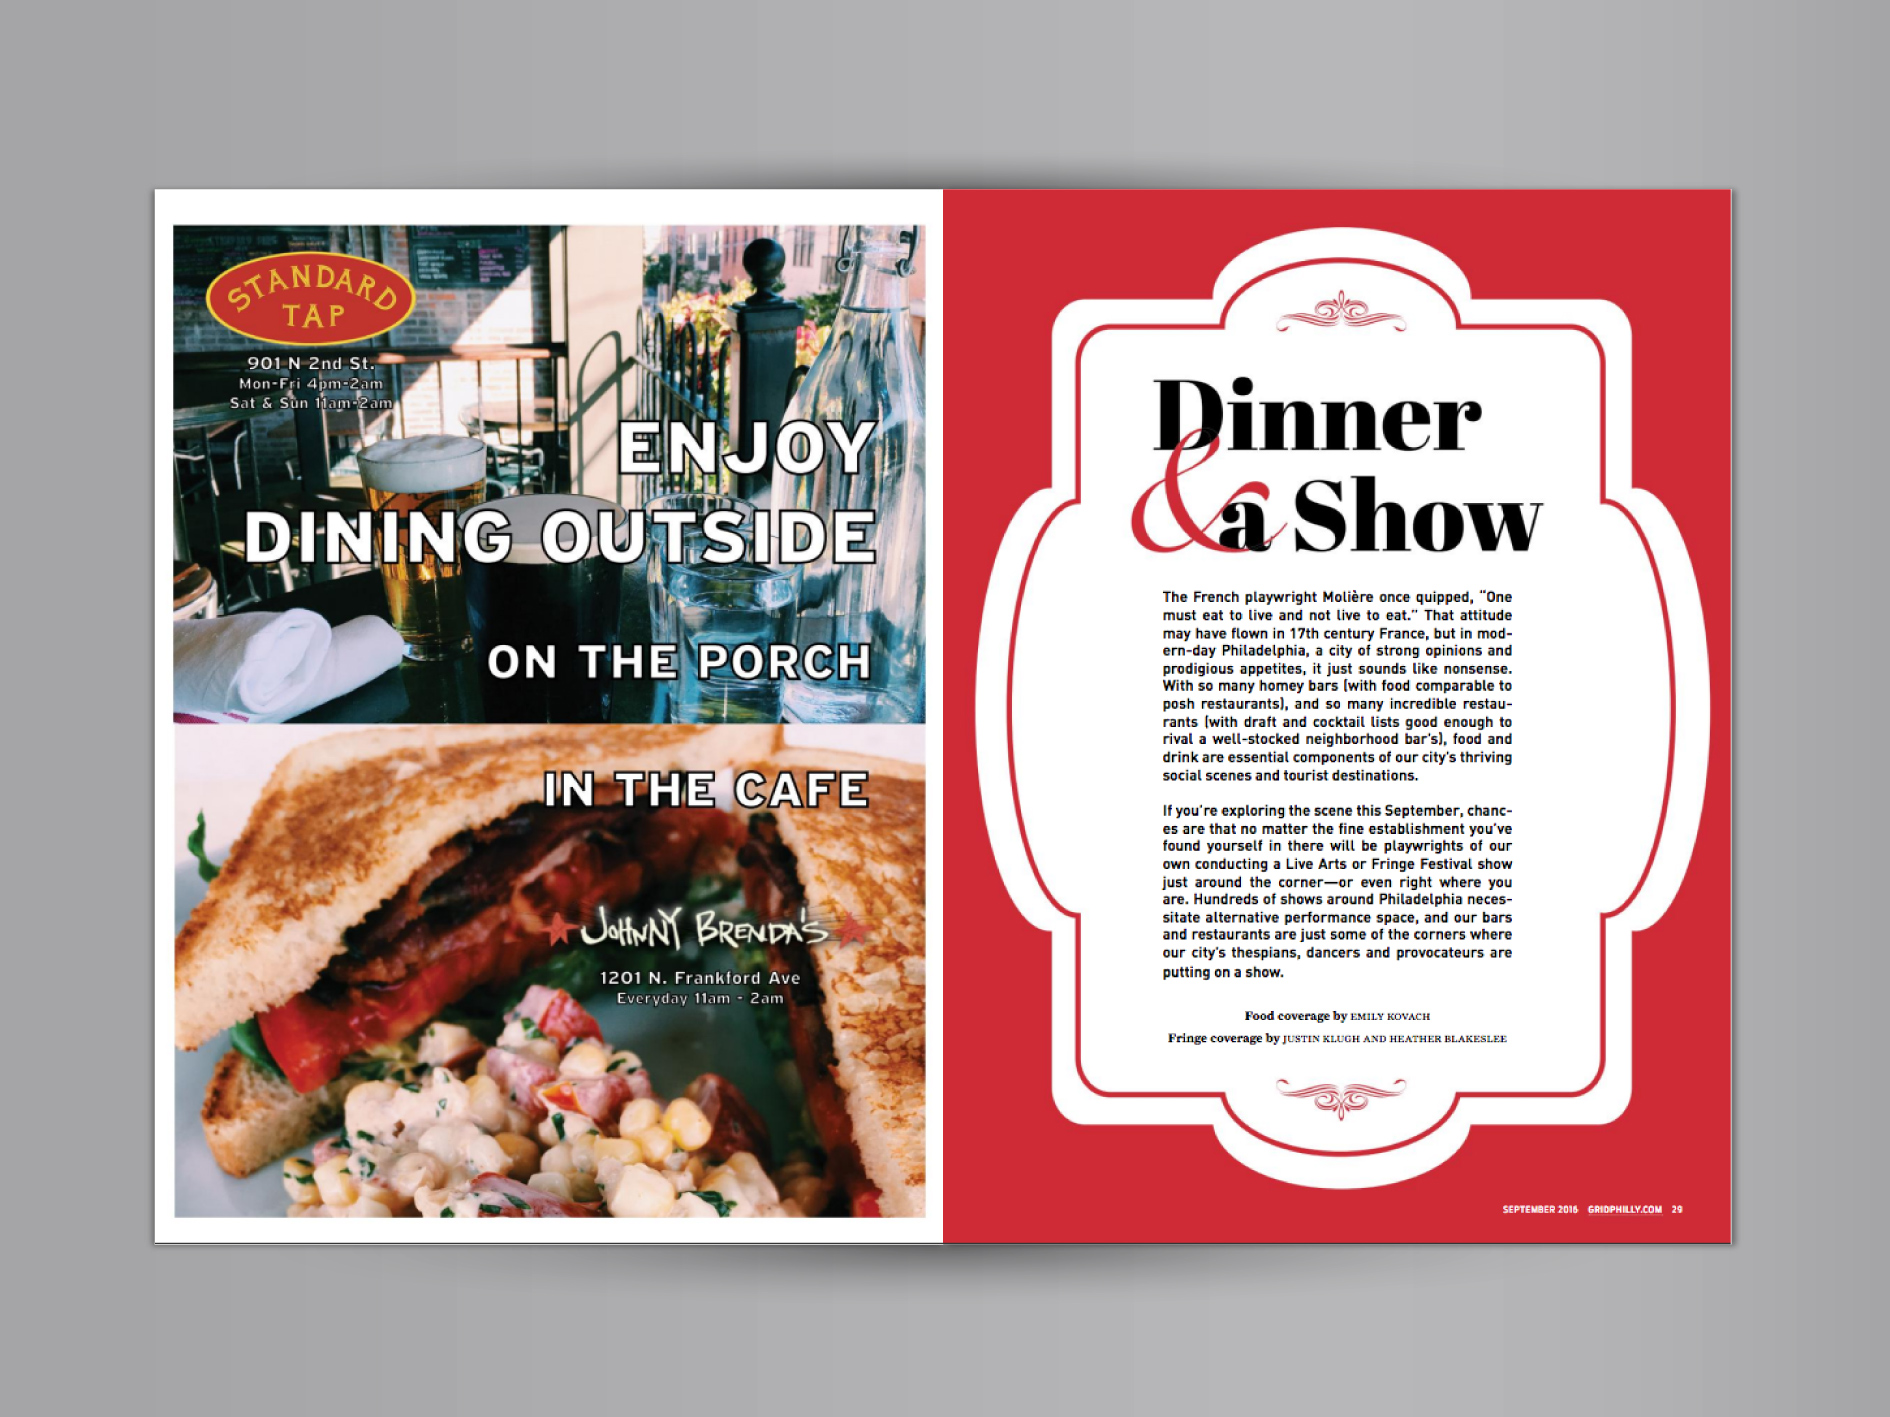 STANDARD
TAP
901 N 2nd St.
Mon-Fri 4pm-2am
Sat & Sun 11am-2am
ENJOY
DINING OUTSIDE
ON THE PORCH
IN THE CAFE
JOHNNY BRENDA'S
1201 N. Frankford Ave
Everyday 11am - 2am
Dinner
& a Show
The French playwright Molière once quipped, “One
must eat to live and not live to eat.” That attitude
may have flown in 17th century France, but in mod-
ern-day Philadelphia, a city of strong opinions and
prodigious appetites, it just sounds like nonsense.
With so many homey bars (with food comparable to
posh restaurants), and so many incredible restau-
rants (with draft and cocktail lists good enough to
rival a well-stocked neighborhood bar's), food and
drink are essential components of our city's thriving
social scenes and tourist destinations.
If you're exploring the scene this September, chanc-
es are that no matter the fine establishment you've
found yourself in there will be playwrights of our
own conducting a Live Arts or Fringe Festival show
just around the corner—or even right where you
are. Hundreds of shows around Philadelphia neces-
sitate alternative performance space, and our bars
and restaurants are just some of the corners where
our city's thespians, dancers and provocateurs are
putting on a show.
Food coverage by EMILY KOVACH
Fringe coverage by JUSTIN KLUGH AND HEATHER BLAKESLEE
SEPTEMBER 2016 GRIDPHILLY.COM 29